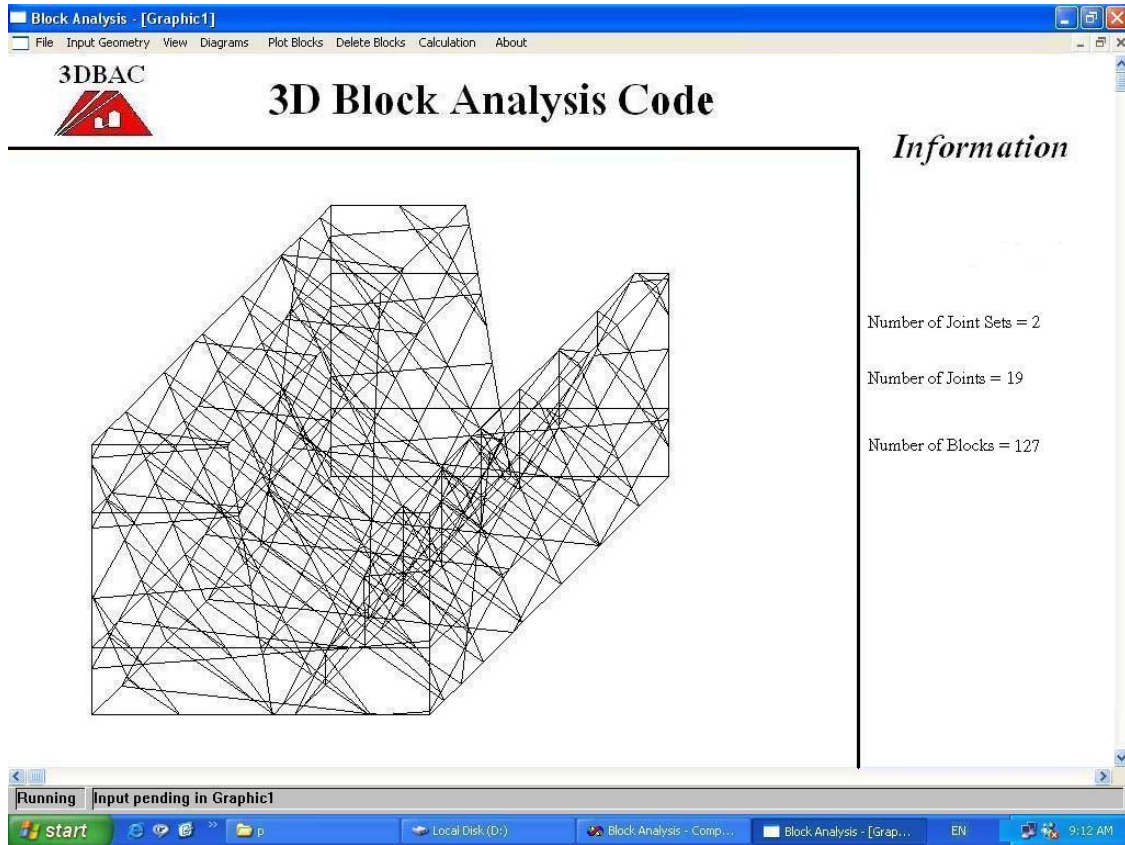 Block Analysis - [Graphic1]
File Input Geometry View Diagrams Plot Blocks Delete Blocks Calculation About
3DBAC
3D Block Analysis Code
Information
Number of Joint Sets = 2
Number of Joints = 19
Number of Blocks = 127
Running Input pending in Graphic1
start p Local Disk (D:) Block Analysis - Comp... Block Analysis - [Grap... EN 9:12 AM